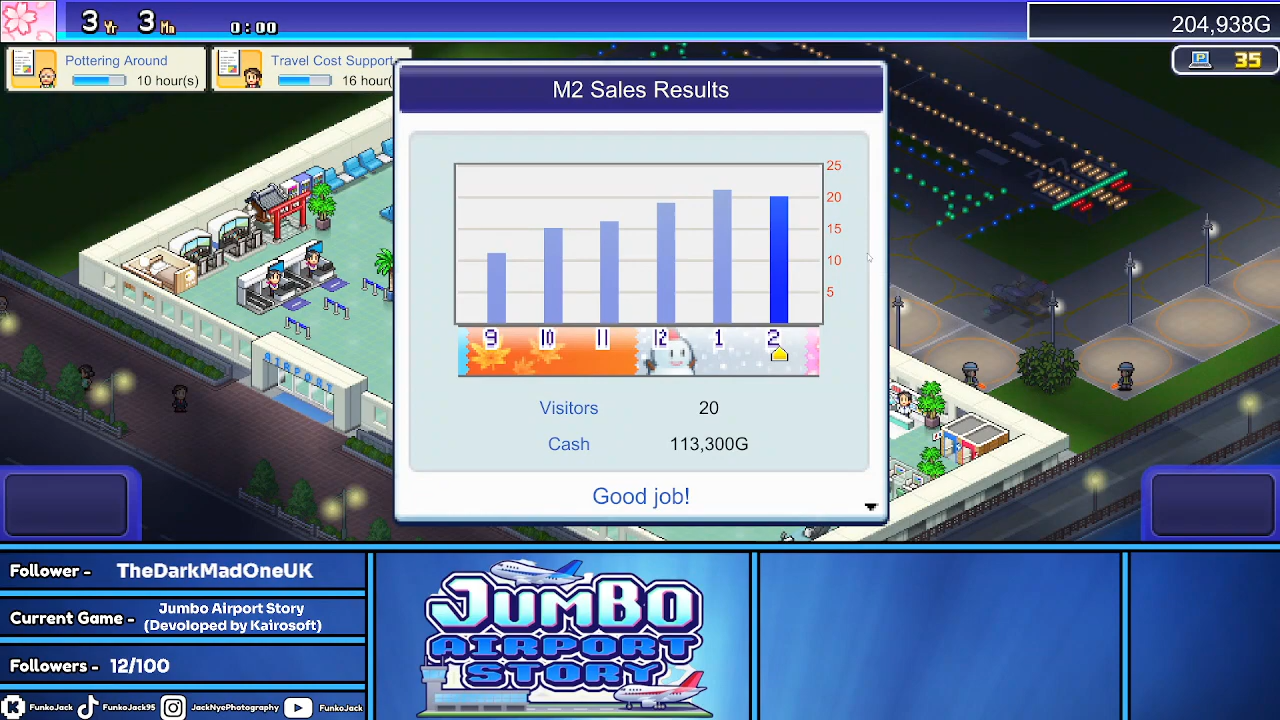 3 Yr 3 Mn 0:00
204,938G
Pottering Around
10 hour(s)
Travel Cost Support
16 hour(
P 35
M2 Sales Results
25
20
15
10
5
9 10 11 12 1 2
Visitors 20
Cash 113,300G
Good job!
AIRPORT
Follower - TheDarkMadOneUK
Current Game - Jumbo Airport Story
(Devoloped by Kairosoft)
Followers - 12/100
FunkoJack FunkoJack95 JackNyePhotography FunkoJack
JUMBO
AIRPORT
STORY